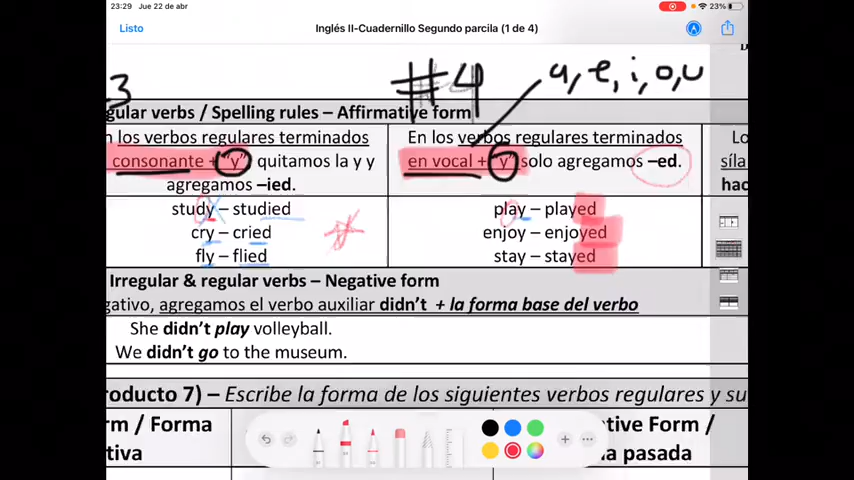 23:29 Jue 22 de abr
23%
Listo
Inglés II-Cuadernillo Segundo parcila (1 de 4)
3
#4
a, e, i, o, u
gular verbs / Spelling rules – Affirmative form
n los verbos regulares terminados
consonante + "y" quitamos la y y
agregamos –ied.
study – studied
cry – cried
fly – flied
En los verbos regulares terminados
en vocal + "y" solo agregamos –ed.
play – played
enjoy – enjoyed
stay – stayed
Lo
síla
hac
Irregular & regular verbs – Negative form
gativo, agregamos el verbo auxiliar didn't + la forma base del verbo
She didn't play volleyball.
We didn't go to the museum.
roducto 7) – Escribe la forma de los siguientes verbos regulares y su
rm / Forma
tiva
tive Form /
a pasada